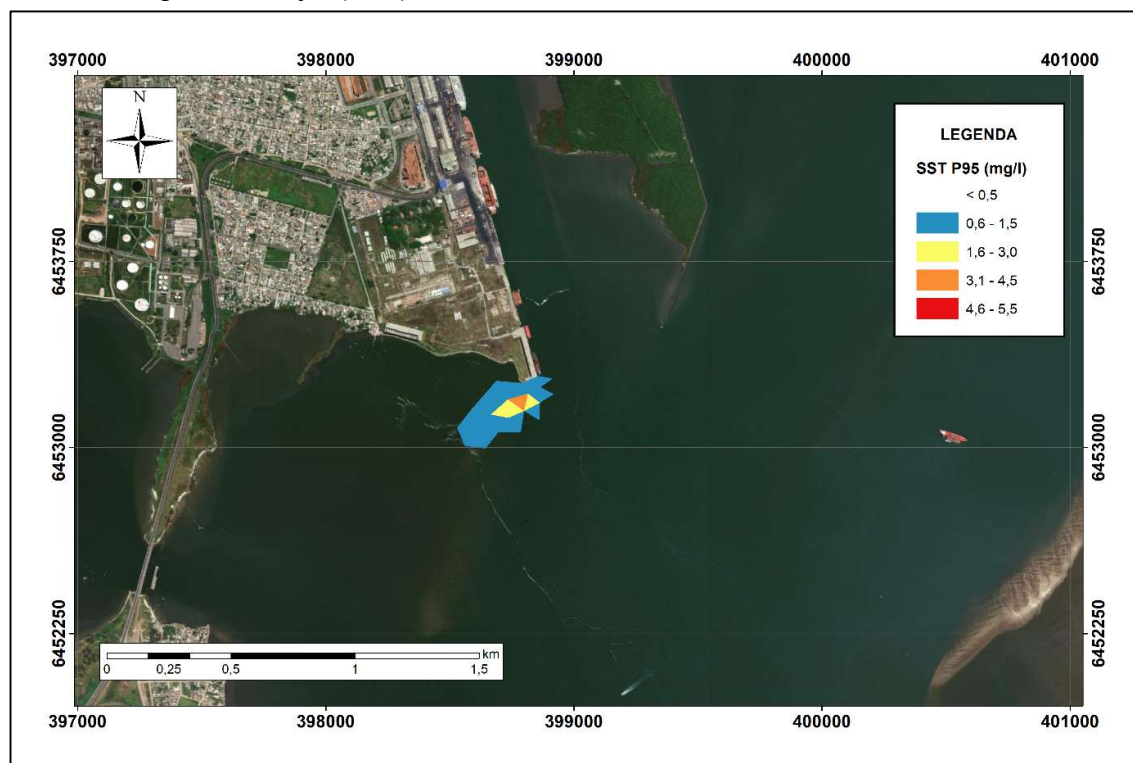 397000 398000 399000 400000 401000
N
LEGENDA
SST P95 (mg/l)
< 0,5
0,6 - 1,5
1,6 - 3,0
3,1 - 4,5
4,6 - 5,5
6453750 6453750
6453000 6453000
6452250 6452250
km
0 0,25 0,5 1 1,5
397000 398000 399000 400000 401000